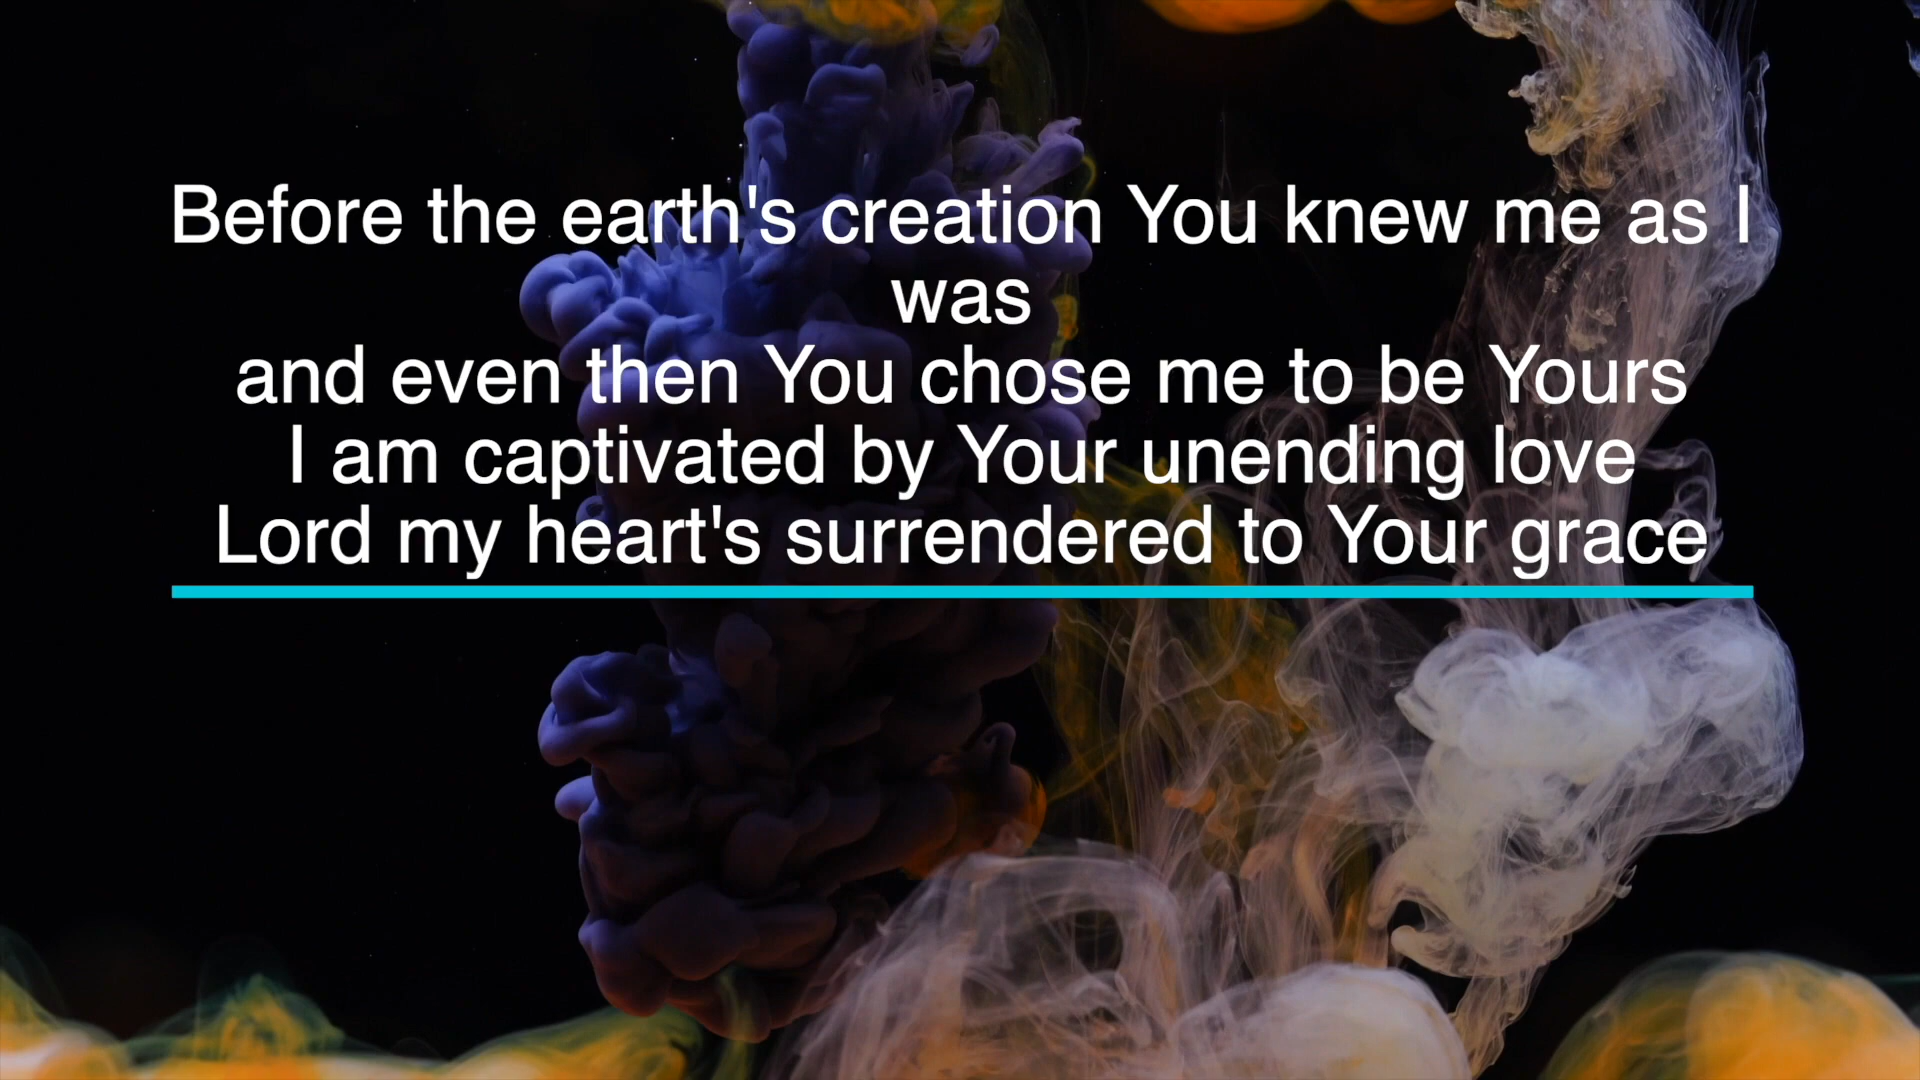 Before the earth's creation You knew me as I
was
and even then You chose me to be Yours
I am captivated by Your unending love
Lord my heart's surrendered to Your grace